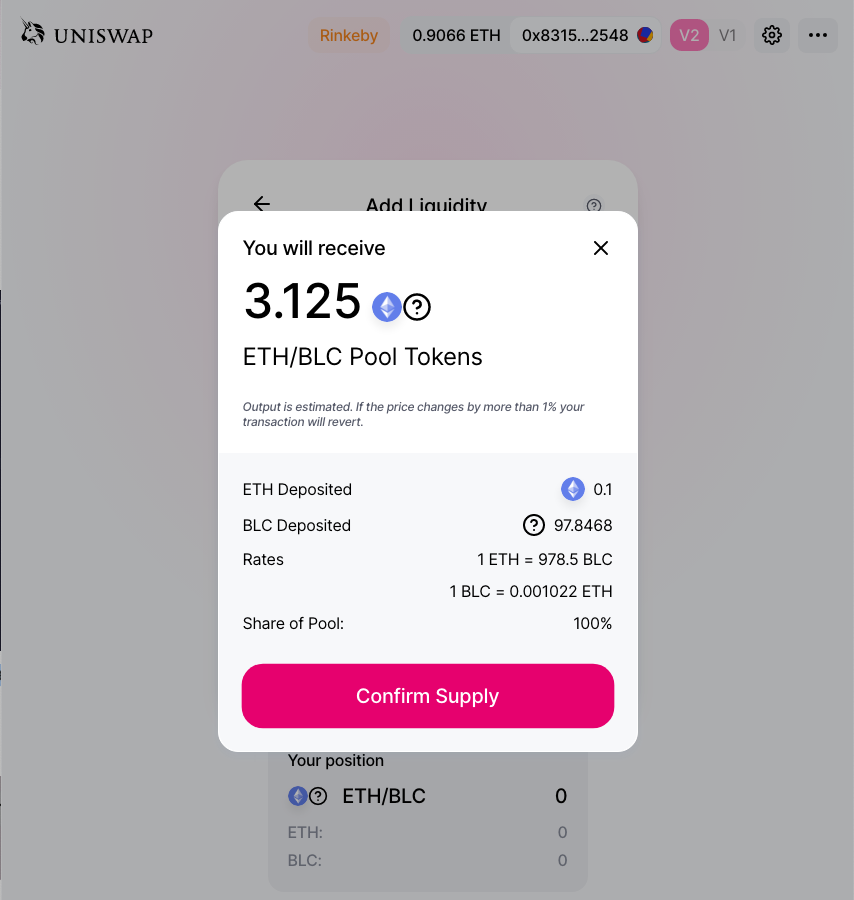 UNISWAP Rinkeby 0.9066 ETH 0x8315...2548 V2 V1
Add Liquidity
You will receive
3.125
ETH/BLC Pool Tokens
Output is estimated. If the price changes by more than 1% your
transaction will revert.
ETH Deposited 0.1
BLC Deposited 97.8468
Rates 1 ETH = 978.5 BLC
1 BLC = 0.001022 ETH
Share of Pool: 100%
Confirm Supply
Your position
ETH/BLC 0
ETH: 0
BLC: 0